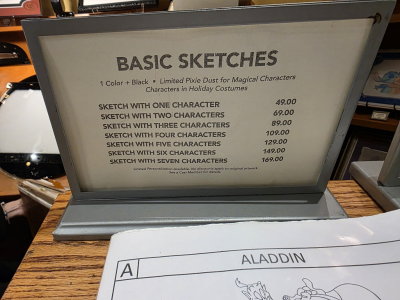 BASIC SKETCHES
1 Color + Black • Limited Pixie Dust for Magical Characters
Characters in Holiday Costumes
SKETCH WITH ONE CHARACTER 49.00
SKETCH WITH TWO CHARACTERS 69.00
SKETCH WITH THREE CHARACTERS 89.00
SKETCH WITH FOUR CHARACTERS 109.00
SKETCH WITH FIVE CHARACTERS 129.00
SKETCH WITH SIX CHARACTERS 149.00
SKETCH WITH SEVEN CHARACTERS 169.00
A
ALADDIN